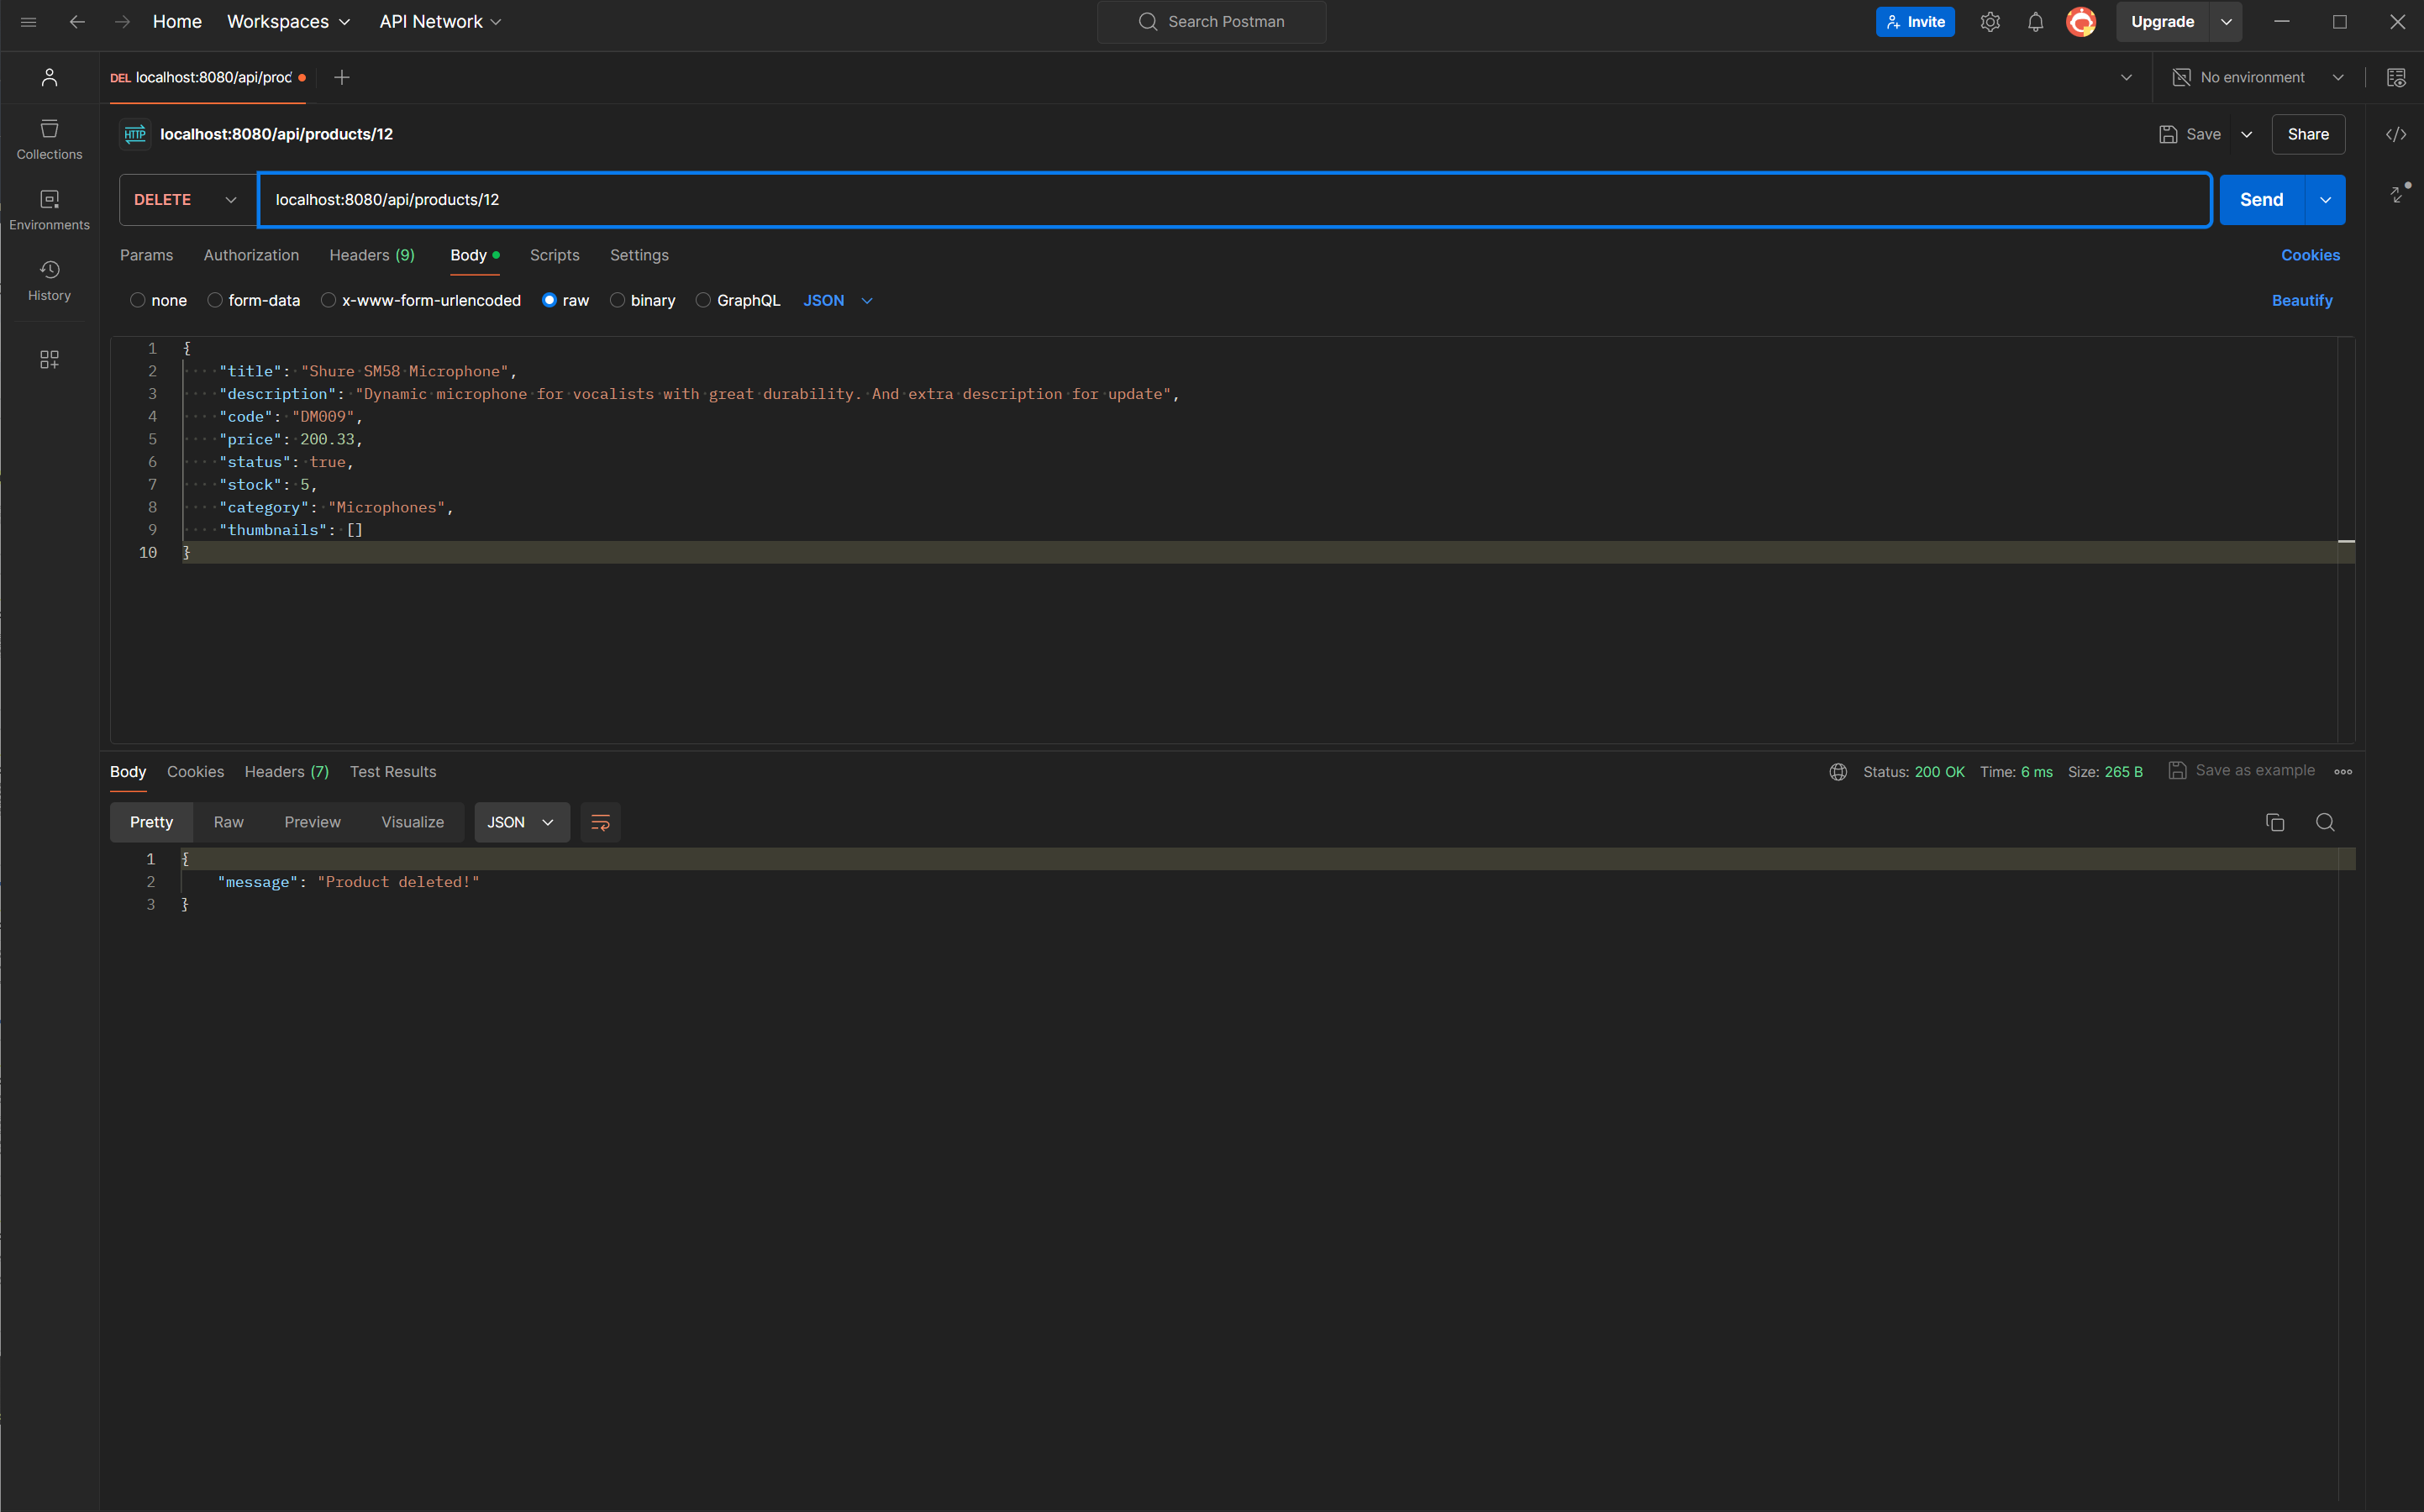 Home Workspaces API Network Search Postman Invite Upgrade
DEL localhost:8080/api/prod No environment
HTTP localhost:8080/api/products/12 Save Share
Collections
DELETE localhost:8080/api/products/12 Send
Environments
Params Authorization Headers (9) Body Scripts Settings Cookies
History
none form-data x-www-form-urlencoded raw binary GraphQL JSON Beautify
1 {
2 "title": "Shure SM58 Microphone",
3 "description": "Dynamic microphone for vocalists with great durability. And extra description for update",
4 "code": "DM009",
5 "price": 200.33,
6 "status": true,
7 "stock": 5,
8 "category": "Microphones",
9 "thumbnails": []
10 }
Body Cookies Headers (7) Test Results Status: 200 OK Time: 6 ms Size: 265 B Save as example
Pretty Raw Preview Visualize JSON
1 {
2 "message": "Product deleted!"
3 }